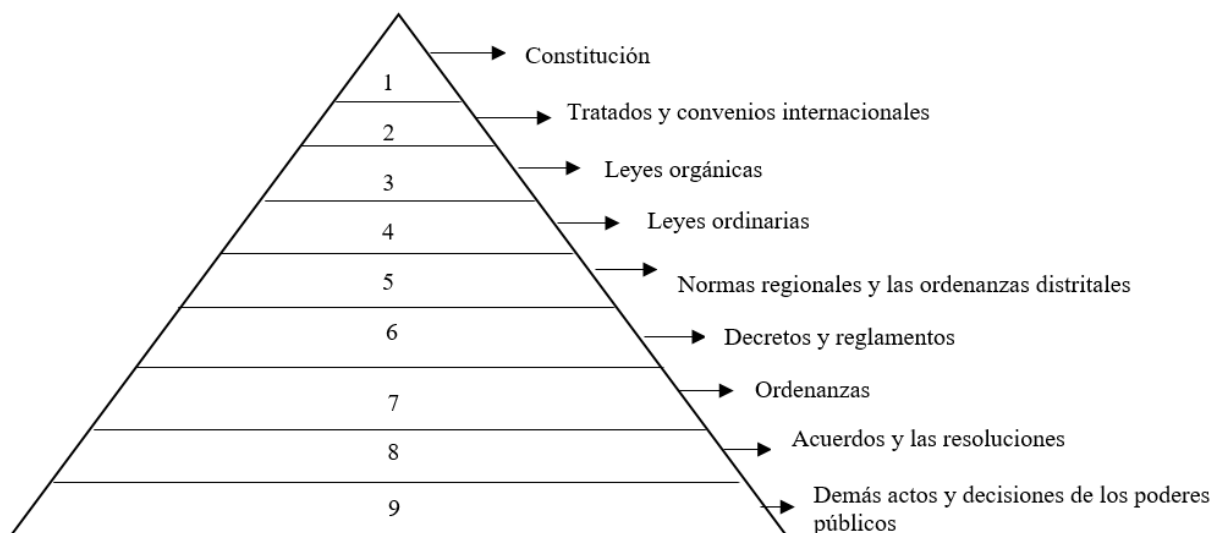 Constitución
1
Tratados y convenios internacionales
2
Leyes orgánicas
3
Leyes ordinarias
4
5
Normas regionales y las ordenanzas distritales
6
Decretos y reglamentos
Ordenanzas
7
Acuerdos y las resoluciones
8
Demás actos y decisiones de los poderes
públicos
9